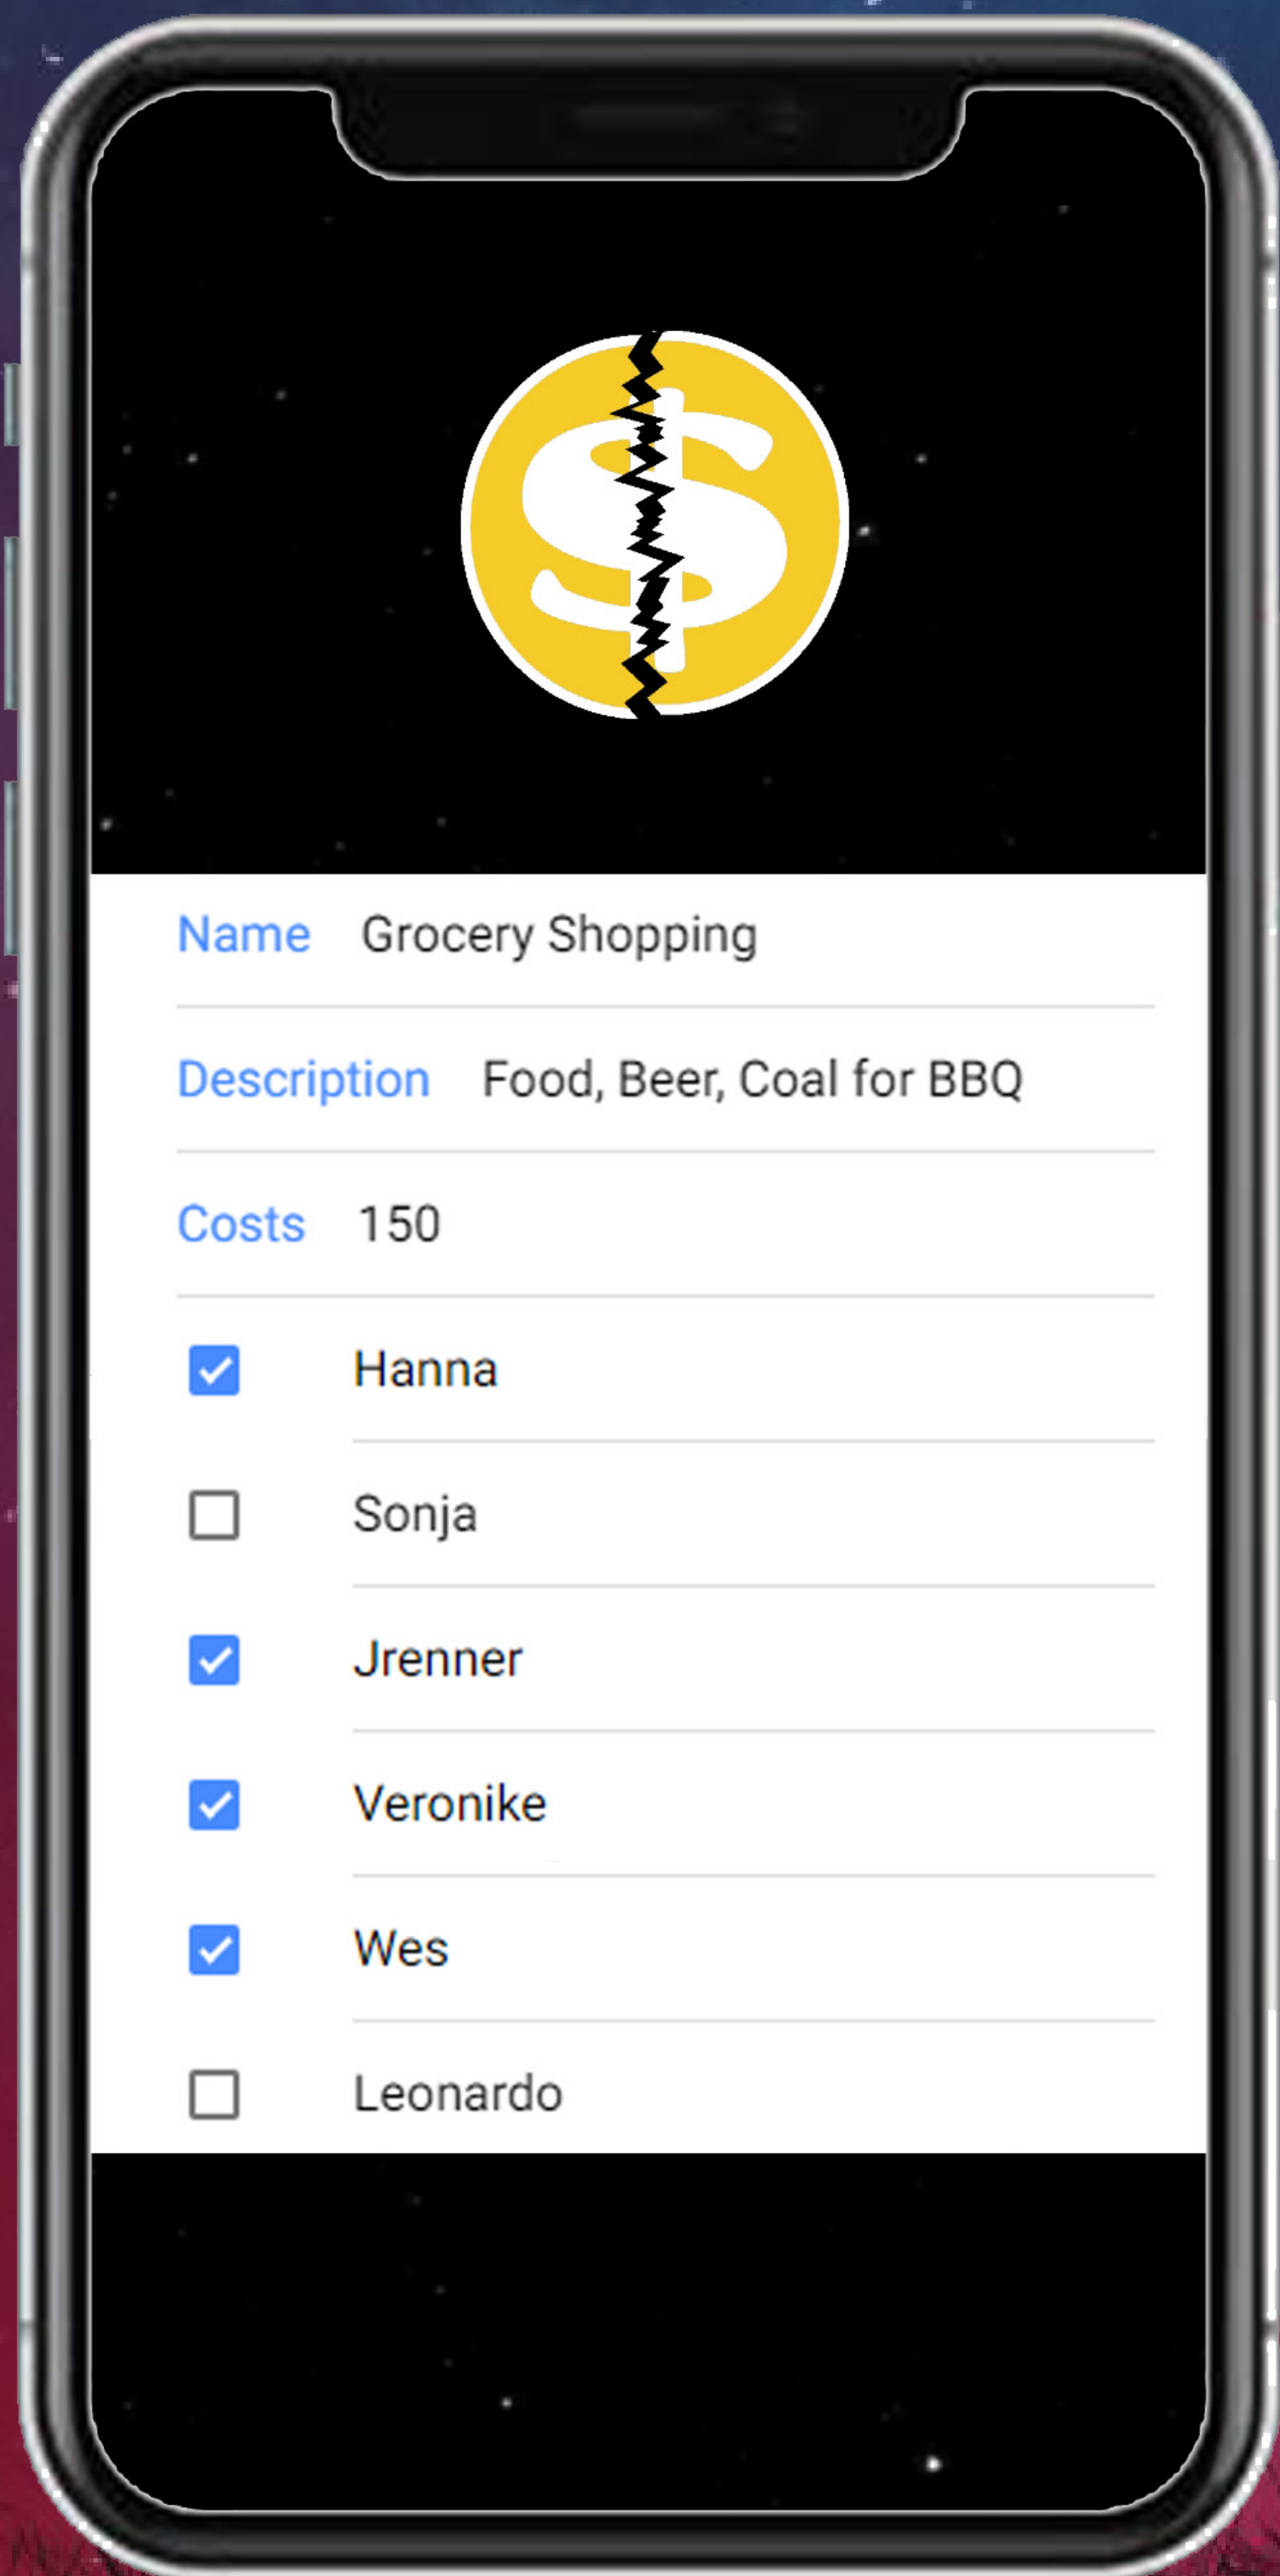 $
Name Grocery Shopping
Description Food, Beer, Coal for BBQ
Costs 150
Hanna
Sonja
Jrenner
Veronike
Wes
Leonardo